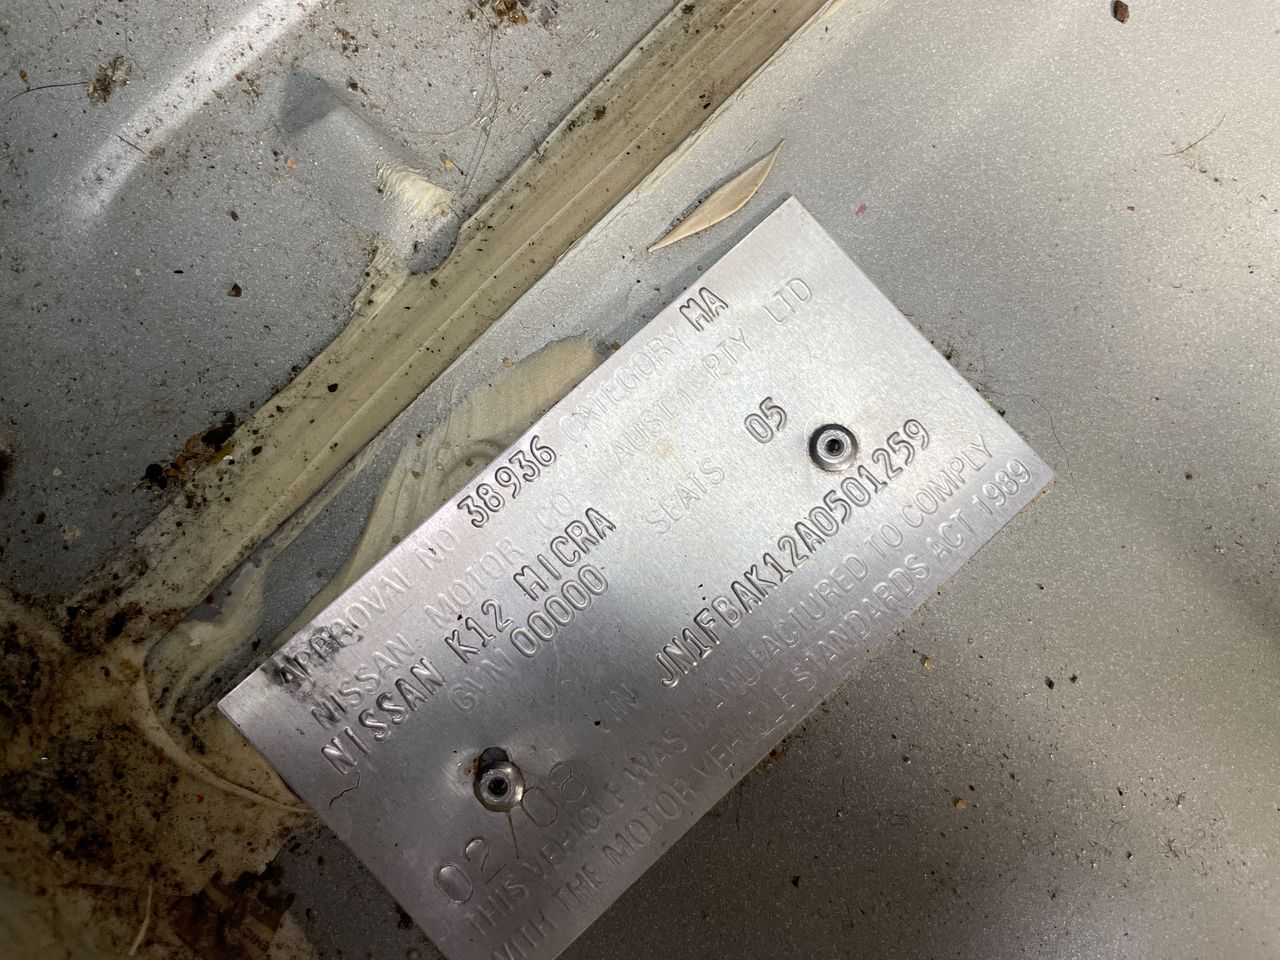 APPROVAL NO 38936 CATEGORY MA
NISSAN MOTOR CO AUST PTY LTD
NISSAN K12 MICRA SEATS 05
GVM 00000
02/08 VIN JN1FBAK12A0501259
THIS VEHICLE WAS MANUFACTURED TO COMPLY
WITH THE MOTOR VEHICLE STANDARDS ACT 1989